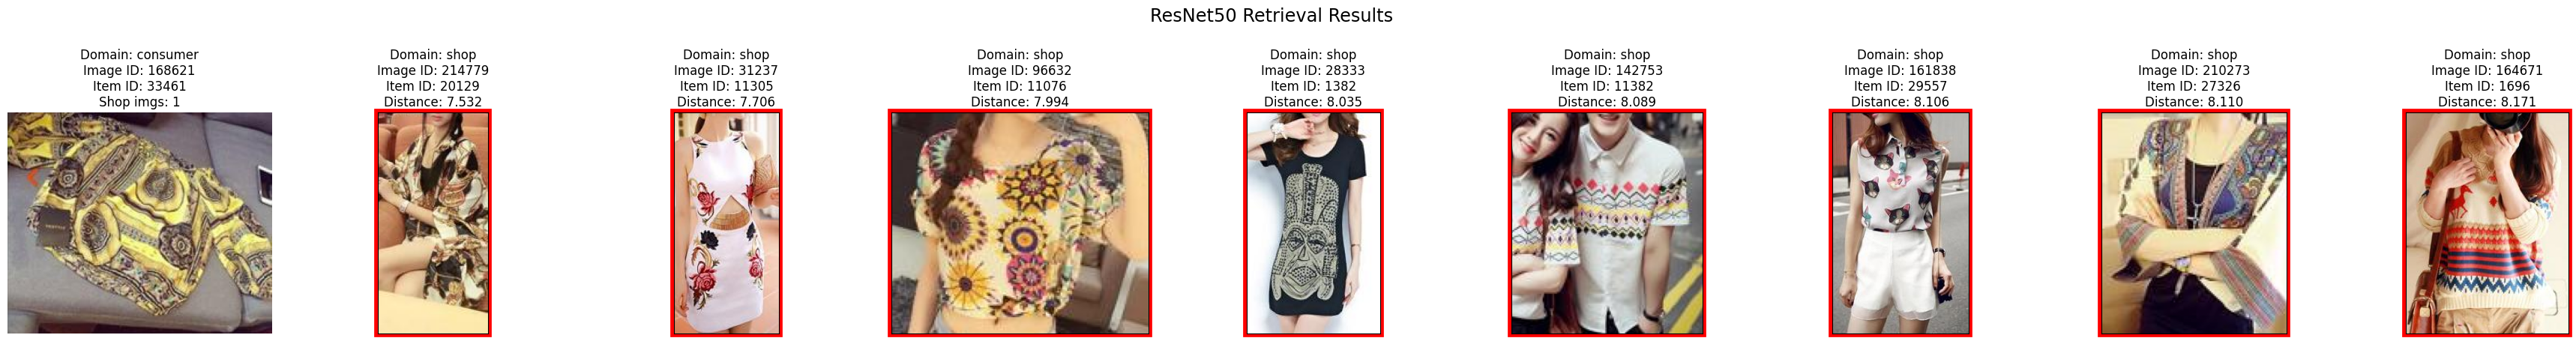 ResNet50 Retrieval Results
Domain: consumer
Image ID: 168621
Item ID: 33461
Shop imgs: 1
Domain: shop
Image ID: 214779
Item ID: 20129
Distance: 7.532
Domain: shop
Image ID: 31237
Item ID: 11305
Distance: 7.706
Domain: shop
Image ID: 96632
Item ID: 11076
Distance: 7.994
Domain: shop
Image ID: 28333
Item ID: 1382
Distance: 8.035
Domain: shop
Image ID: 142753
Item ID: 11382
Distance: 8.089
Domain: shop
Image ID: 161838
Item ID: 29557
Distance: 8.106
Domain: shop
Image ID: 210273
Item ID: 27326
Distance: 8.110
Domain: shop
Image ID: 164671
Item ID: 1696
Distance: 8.171